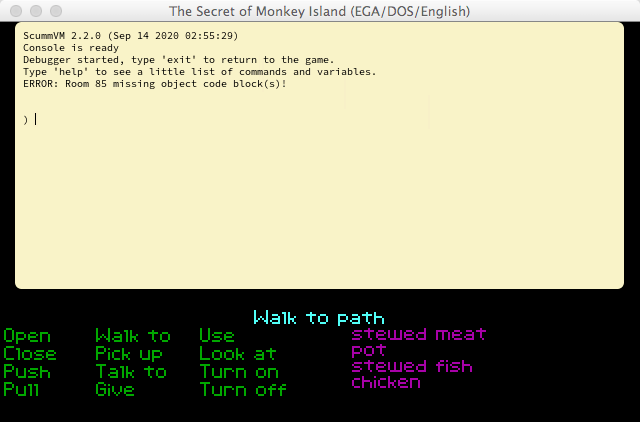 The Secret of Monkey Island (EGA/DOS/English)
ScummVM 2.2.0 (Sep 14 2020 02:55:29)
Console is ready
Debugger started, type 'exit' to return to the game.
Type 'help' to see a little list of commands and variables.
ERROR: Room 85 missing object code block(s)!
)
Walk to path
Open Walk to Use stewed meat
Close Pick up Look at pot
Push Talk to Turn on stewed fish
Pull Give Turn off chicken